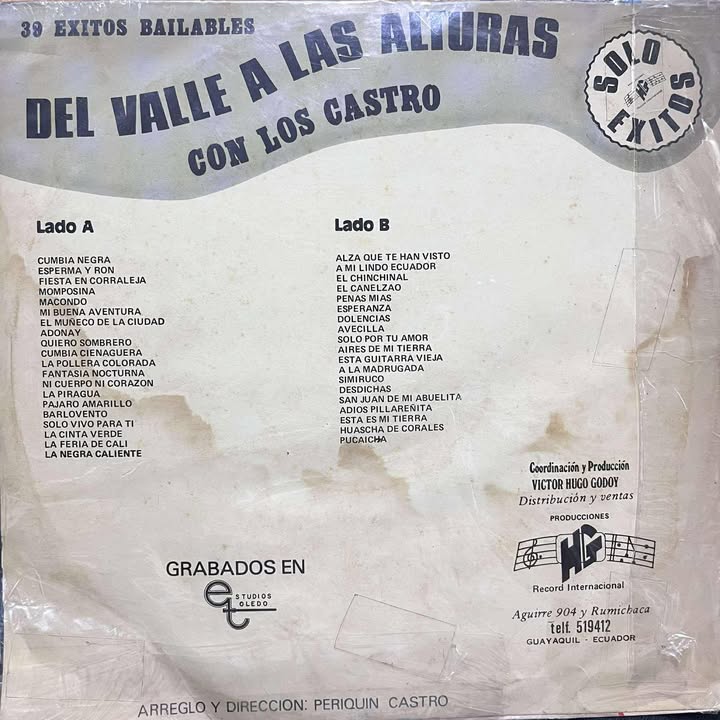 39 EXITOS BAILABLES
DEL VALLE A LAS ALTURAS
CON LOS CASTRO
SOLO
EXITOS
Lado A
CUMBIA NEGRA
ESPERMA Y RON
FIESTA EN CORRALEJA
MOMPOSINA
MACONDO
MI BUENA AVENTURA
EL MUÑECO DE LA CIUDAD
ADONAY
QUIERO SOMBRERO
CUMBIA CIENAGUERA
LA POLLERA COLORADA
FANTASIA NOCTURNA
NI CUERPO NI CORAZON
LA PIRAGUA
PAJARO AMARILLO
BARLOVENTO
SOLO VIVO PARA TI
LA CINTA VERDE
LA FERIA DE CALI
LA NEGRA CALIENTE
Lado B
ALZA QUE TE HAN VISTO
A MI LINDO ECUADOR
EL CHINCHINAL
EL CANELZAO
PENAS MIAS
ESPERANZA
DOLENCIAS
AVECILLA
SOLO POR TU AMOR
AIRES DE MI TIERRA
ESTA GUITARRA VIEJA
A LA MADRUGADA
SIMIRUCO
DESDICHAS
SAN JUAN DE MI ABUELITA
ADIOS PILLAREÑITA
ESTA ES MI TIERRA
HUASCHA DE CORALES
PUCAICHA
Coordinación y Producción
VICTOR HUGO GODOY
Distribución y ventas
PRODUCCIONES
HG
Record Internacional
Aguirre 904 y Rumichaca
telf. 519412
GUAYAQUIL - ECUADOR
GRABADOS EN
et
STUDIOS
OLEDO
ARREGLO Y DIRECCION: PERIQUIN CASTRO